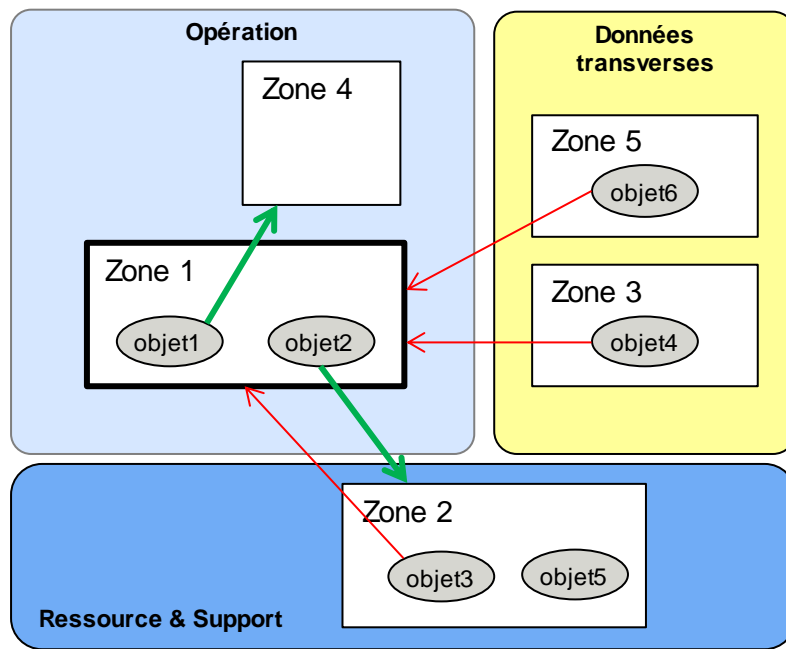 Opération
Zone 4
Zone 1
objet1
objet2
Données
transverses
Zone 5
objet6
Zone 3
objet4
Zone 2
objet3
objet5
Ressource & Support